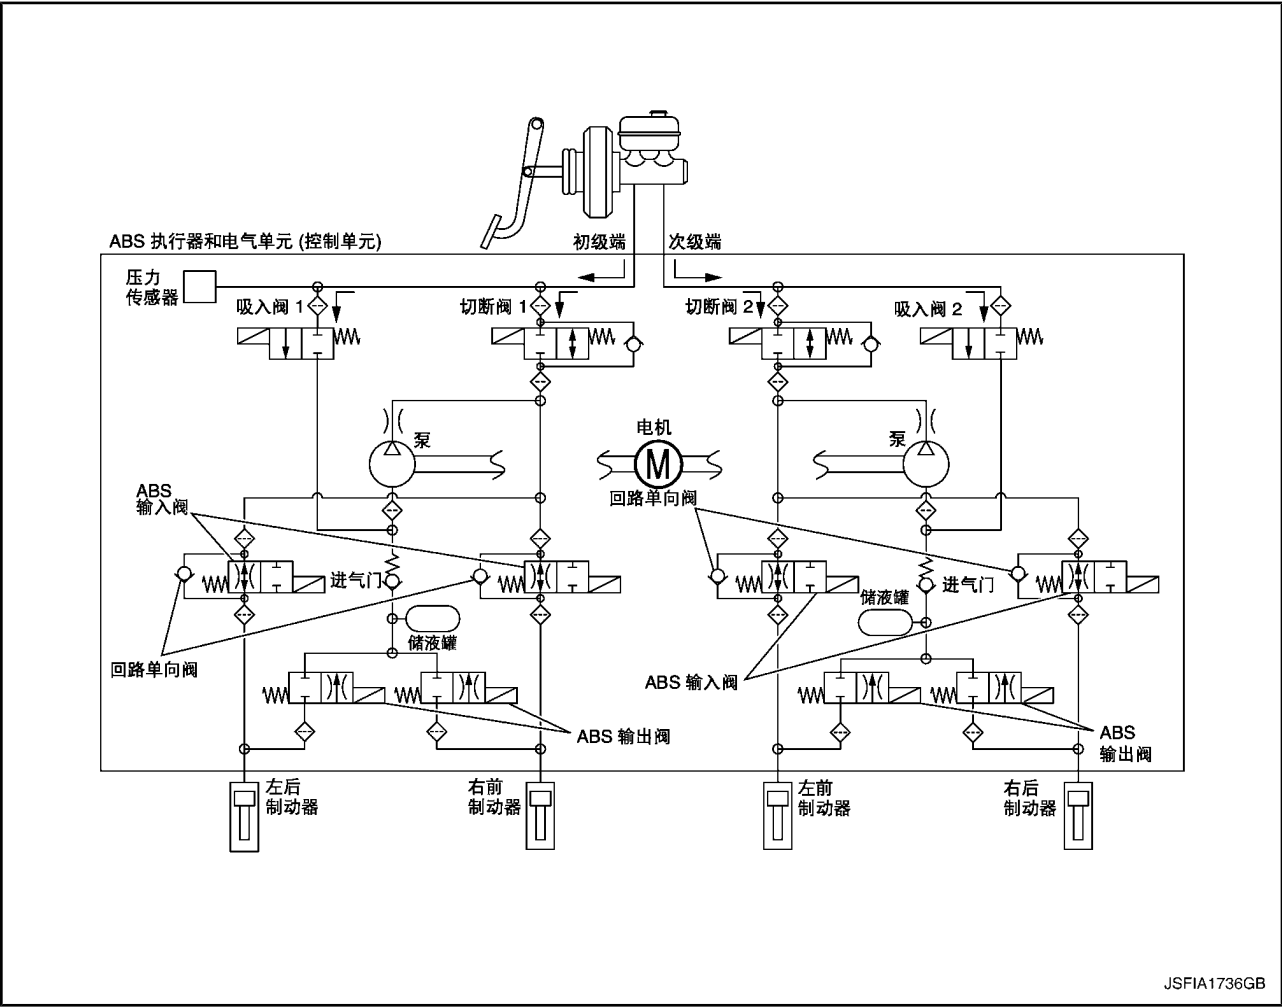 ABS 执行器和电气单元 (控制单元)
初级端
次级端
压力
传感器
吸入阀 1
切断阀 1
切断阀 2
吸入阀 2
泵
电机
M
泵
ABS
输入阀
回路单向阀
进气门
进气门
储液罐
储液罐
回路单向阀
ABS 输入阀
ABS 输出阀
ABS
输出阀
左后
制动器
右前
制动器
左前
制动器
右后
制动器
JSFIA1736GB